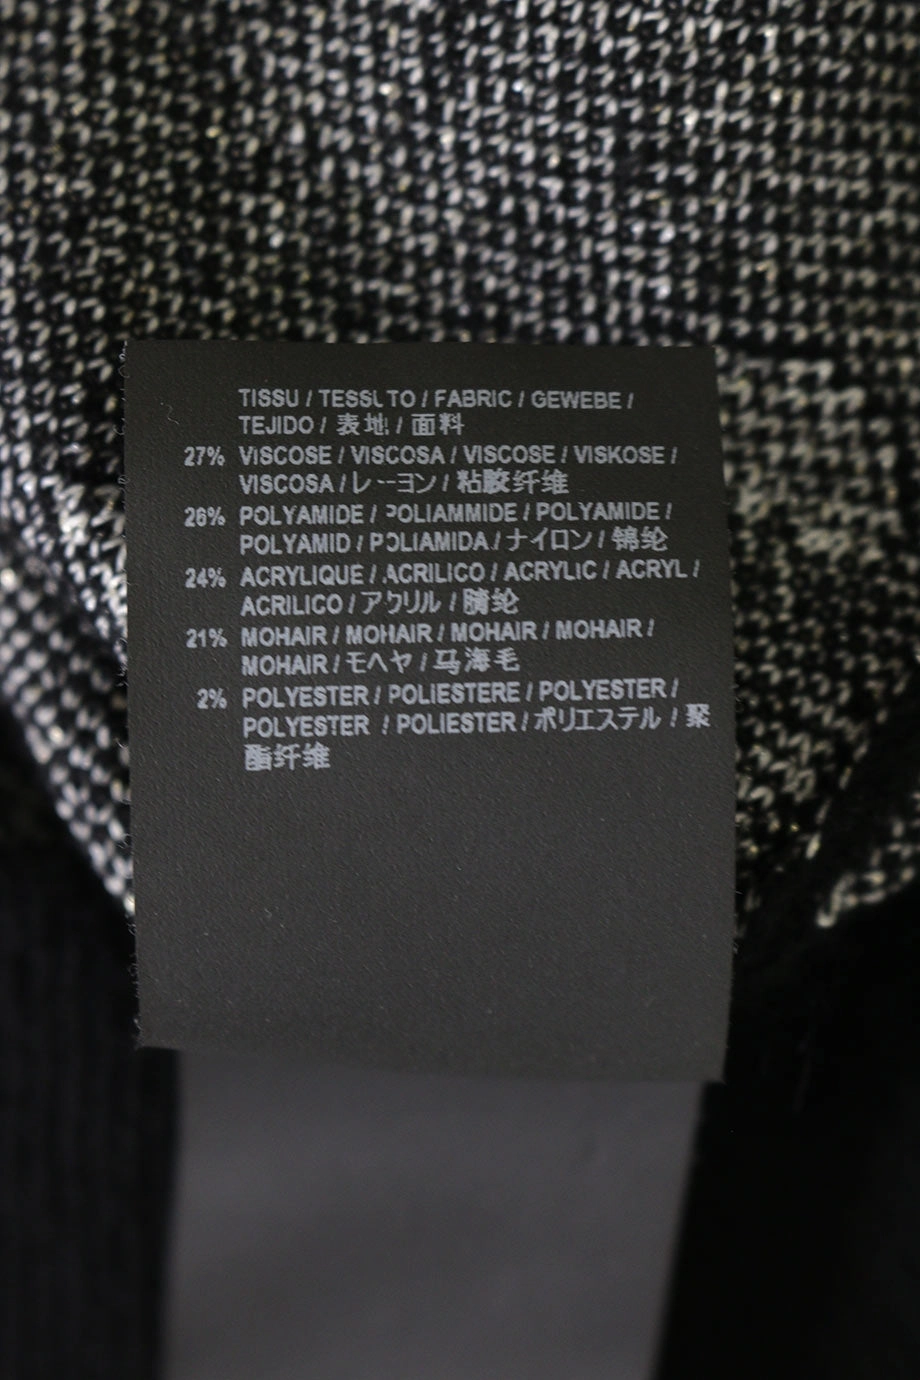 TISSU / TESSUTO / FABRIC / GEWEBE /
TEJIDO / 表地 / 面料
27% VISCOSE / VISCOSA / VISCOSE / VISKOSE /
VISCOSA / レーヨン / 粘胶纤维
26% POLYAMIDE / POLIAMMIDE / POLYAMIDE /
POLYAMID / POLIAMIDA / ナイロン / 锦纶
24% ACRYLIQUE / ACRILICO / ACRYLIC / ACRYL /
ACRILICO / アクリル / 腈纶
21% MOHAIR / MOHAIR / MOHAIR / MOHAIR /
MOHAIR / モヘヤ / 马海毛
2% POLYESTER / POLIESTERE / POLYESTER /
POLYESTER / POLIESTER / ポリエステル / 聚
酯纤维